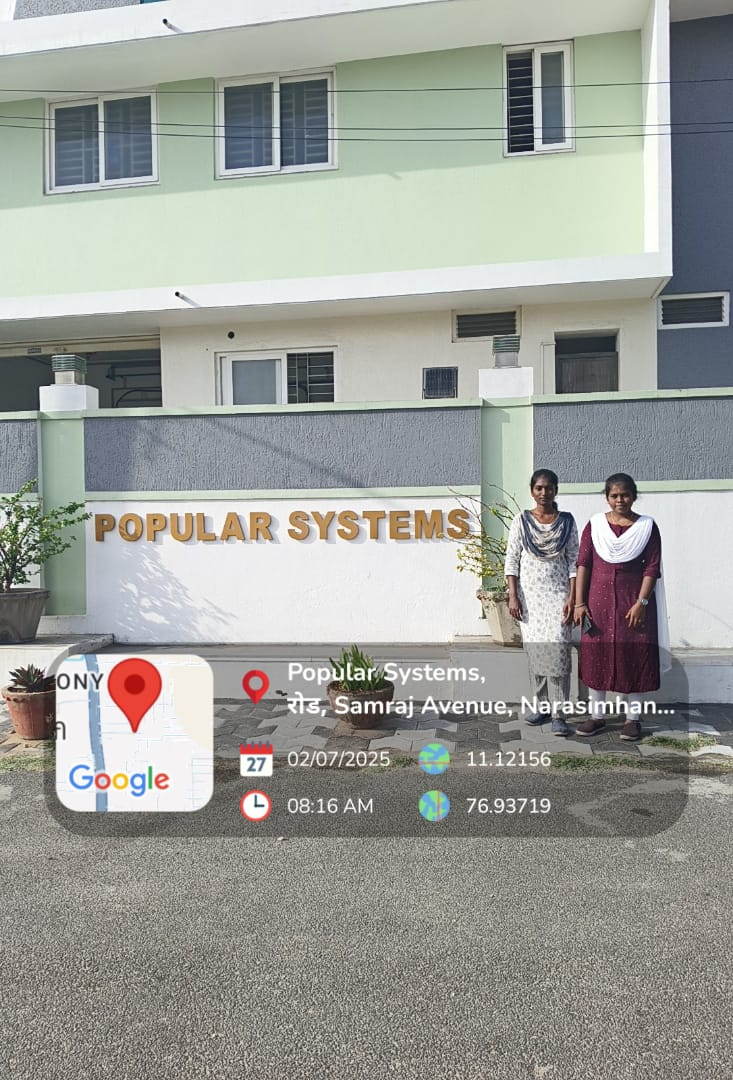 POPULAR SYSTEMS
ONY
Google
Popular Systems,
रोड, Samraj Avenue, Narasimhan...
27
02/07/2025
11.12156
08:16 AM
76.93719